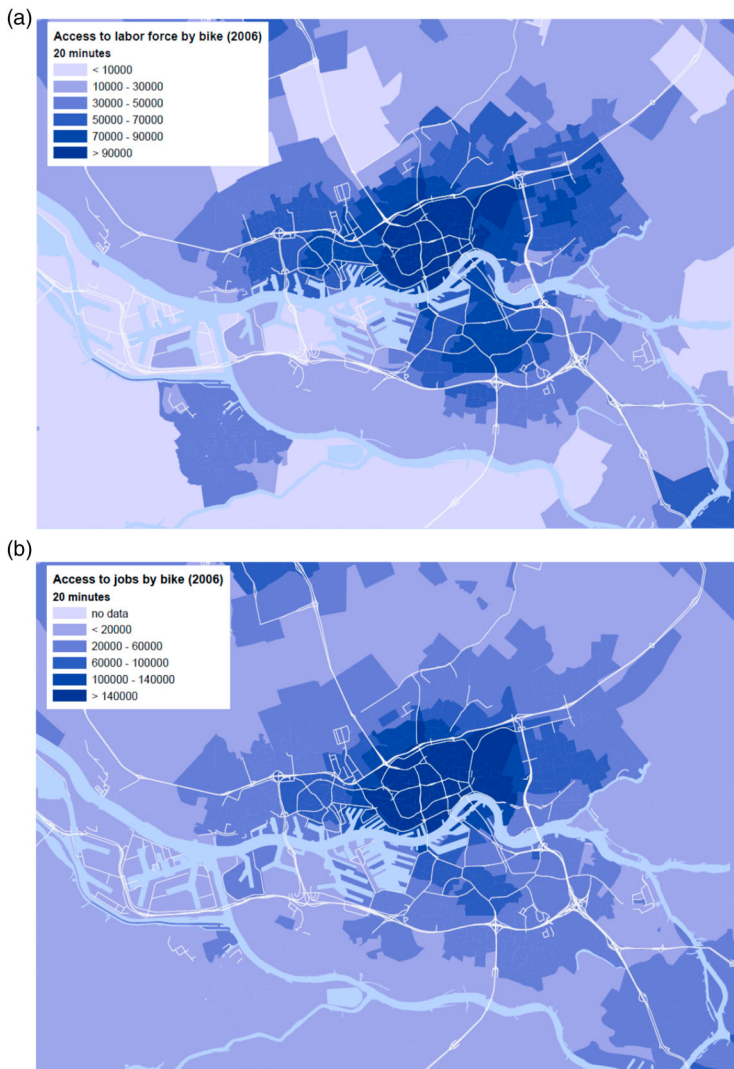 (a)
Access to labor force by bike (2006)
20 minutes
< 10000
10000 - 30000
30000 - 50000
50000 - 70000
70000 - 90000
> 90000
(b)
Access to jobs by bike (2006)
20 minutes
no data
< 20000
20000 - 60000
60000 - 100000
100000 - 140000
> 140000